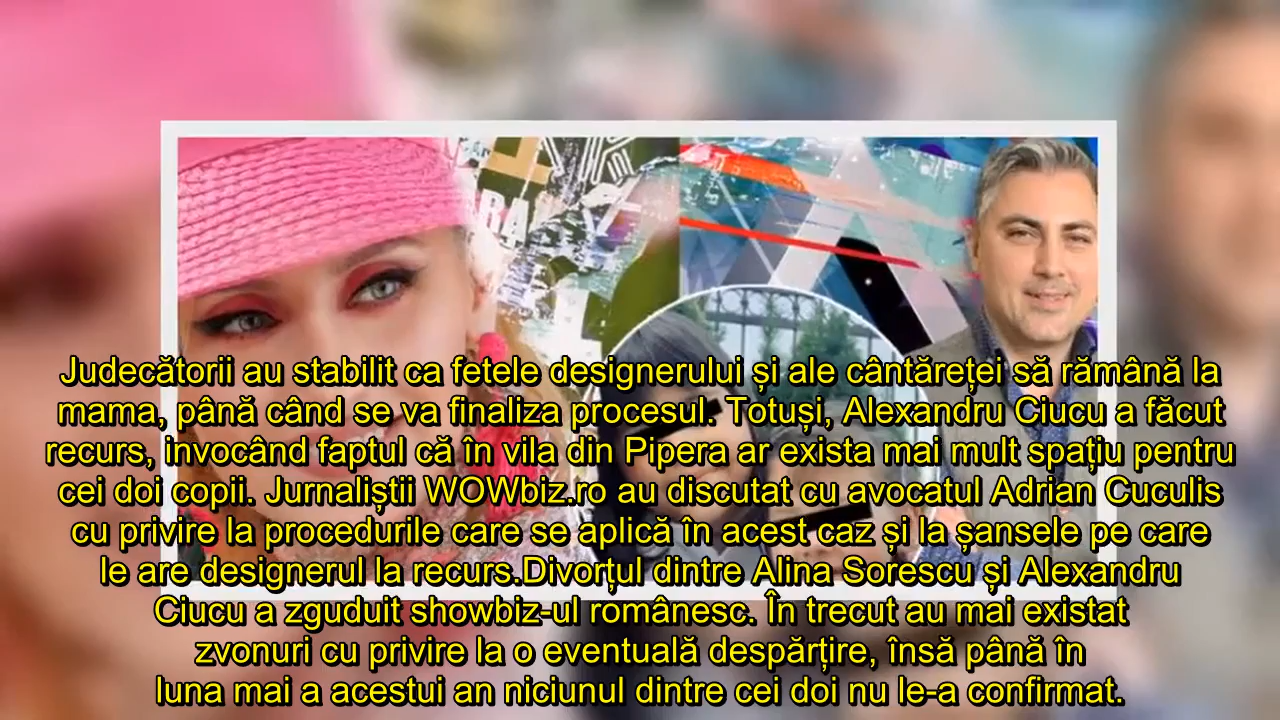 RAW
Judecătorii au stabilit ca fetele designerului și ale cântăreței să rămână la
mama, până când se va finaliza procesul. Totuși, Alexandru Ciucu a făcut
recurs, invocând faptul că în vila din Pipera ar exista mai mult spațiu pentru
cei doi copii. Jurnaliștii WOWbiz.ro au discutat cu avocatul Adrian Cuculis
cu privire la procedurile care se aplică în acest caz și la șansele pe care
le are designerul la recurs.Divorțul dintre Alina Sorescu și Alexandru
Ciucu a zguduit showbiz-ul românesc. În trecut au mai existat
zvonuri cu privire la o eventuală despărțire, însă până în
luna mai a acestui an niciunul dintre cei doi nu le-a confirmat.